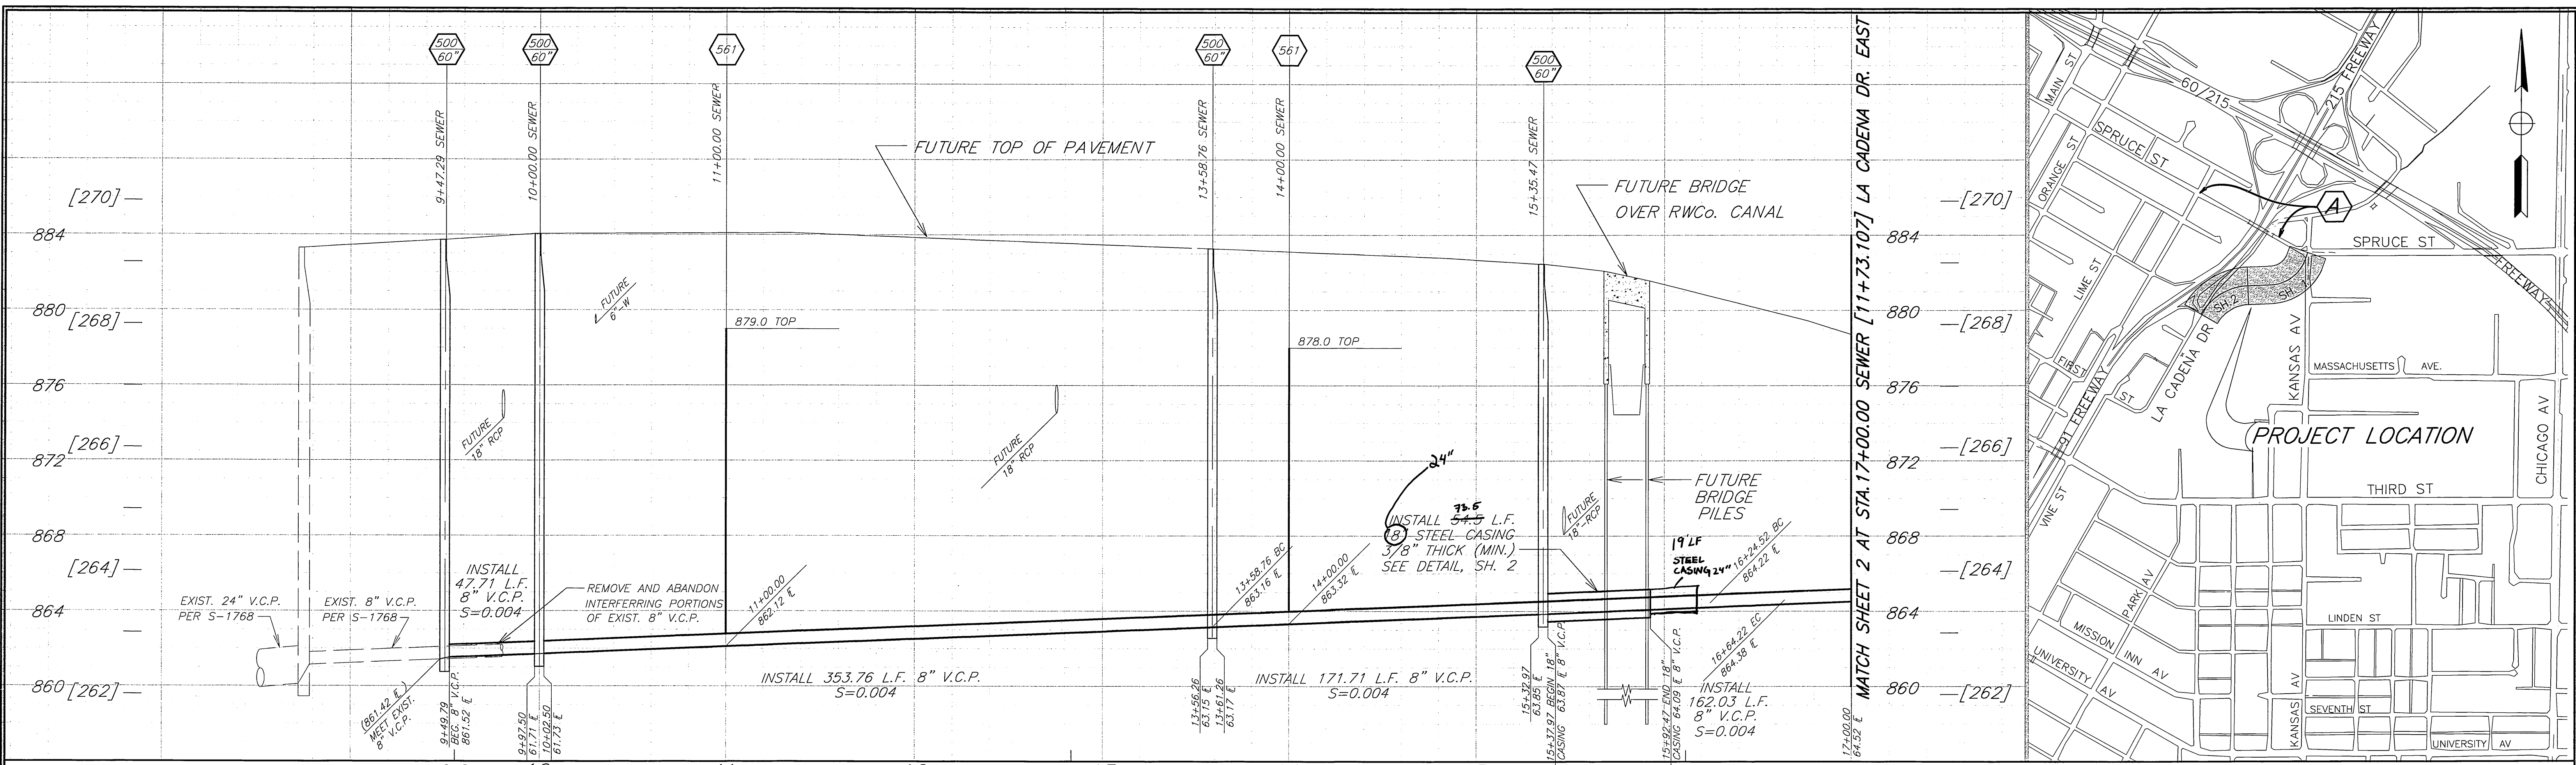 500
60"
500
60"
561
500
60"
561
500
60"
9+47.29 SEWER
10+00.00 SEWER
11+00.00 SEWER
13+58.76 SEWER
14+00.00 SEWER
15+35.47 SEWER
FUTURE TOP OF PAVEMENT
FUTURE BRIDGE
OVER RWCo. CANAL
[270]
884
880
[268]
876
[266]
872
868
[264]
864
860
[262]
FUTURE
6"-W
879.0 TOP
878.0 TOP
FUTURE
18" RCP
FUTURE
18" RCP
24"
73.5
INSTALL 54.5 L.F.
18" STEEL CASING
3/8" THICK (MIN.)
SEE DETAIL, SH. 2
FUTURE
18"-RCP
FUTURE
BRIDGE
PILES
19'LF
STEEL
CASING 24"
16+24.52 BC
864.22 ℄
EXIST. 24" V.C.P.
PER S-1768
EXIST. 8" V.C.P.
PER S-1768
INSTALL
47.71 L.F.
8" V.C.P.
S=0.004
REMOVE AND ABANDON
INTERFERRING PORTIONS
OF EXIST. 8" V.C.P.
11+00.00
862.12 ℄
13+58.76 BC
863.16 ℄
14+00.00
863.32 ℄
INSTALL 353.76 L.F. 8" V.C.P.
S=0.004
INSTALL 171.71 L.F. 8" V.C.P.
S=0.004
16+64.22 EC
864.38 ℄
INSTALL
162.03 L.F.
8" V.C.P.
S=0.004
(861.42 ℄)
MEET EXIST.
8" V.C.P.
9+49.79
BEG. 8" V.C.P.
861.52 ℄
9+97.50
61.71 ℄
10+02.50
61.73 ℄
13+56.26
63.15 ℄
13+61.26
63.17 ℄
15+32.97
63.85 ℄
15+37.97 BEGIN 18"
CASING 63.87 ℄ 8" V.C.P.
15+92.47 END 18"
CASING 64.09 ℄ 8" V.C.P.
17+00.00
64.52 ℄
MATCH SHEET 2 AT STA.17+00.00 SEWER [11+73.107] LA CADENA DR. EAST
[270]
884
880
[268]
876
[266]
872
868
[264]
864
860
[262]
MAIN ST
60/215
215 FREEWAY
SPRUCE ST
ORANGE ST
A
SPRUCE ST
FREEWAY
LIME ST
SH.2
SH. 1
LA CADENA DR
KANSAS AV
FIRST
ST
91 FREEWAY
MASSACHUSETTS AVE.
PROJECT LOCATION
CHICAGO AV
VINE ST
THIRD ST
PARK AV
LINDEN ST
MISSION INN AV
UNIVERSITY AV
KANSAS AV
SEVENTH ST
UNIVERSITY AV